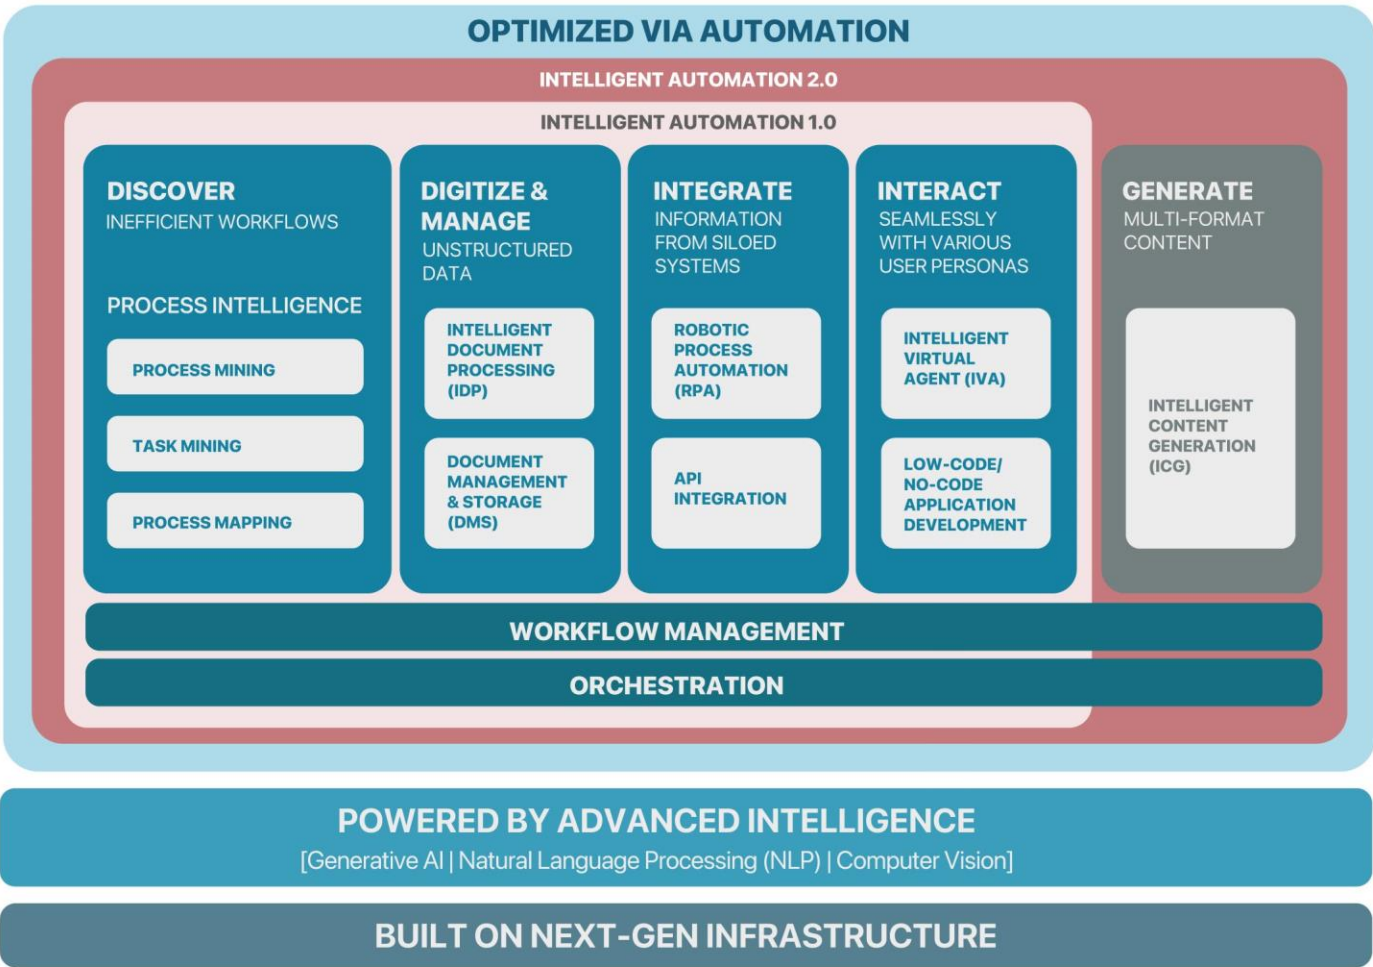 OPTIMIZED VIA AUTOMATION
INTELLIGENT AUTOMATION 2.0
INTELLIGENT AUTOMATION 1.0
DISCOVER
INEFFICIENT WORKFLOWS
PROCESS INTELLIGENCE
PROCESS MINING
TASK MINING
PROCESS MAPPING
DIGITIZE &
MANAGE
UNSTRUCTURED
DATA
INTELLIGENT
DOCUMENT
PROCESSING
(IDP)
DOCUMENT
MANAGEMENT
& STORAGE
(DMS)
INTEGRATE
INFORMATION
FROM SILOED
SYSTEMS
ROBOTIC
PROCESS
AUTOMATION
(RPA)
API
INTEGRATION
INTERACT
SEAMLESSLY
WITH VARIOUS
USER PERSONAS
INTELLIGENT
VIRTUAL
AGENT (IVA)
LOW-CODE/
NO-CODE
APPLICATION
DEVELOPMENT
GENERATE
MULTI-FORMAT
CONTENT
INTELLIGENT
CONTENT
GENERATION
(ICG)
WORKFLOW MANAGEMENT
ORCHESTRATION
POWERED BY ADVANCED INTELLIGENCE
[Generative AI | Natural Language Processing (NLP) | Computer Vision]
BUILT ON NEXT-GEN INFRASTRUCTURE